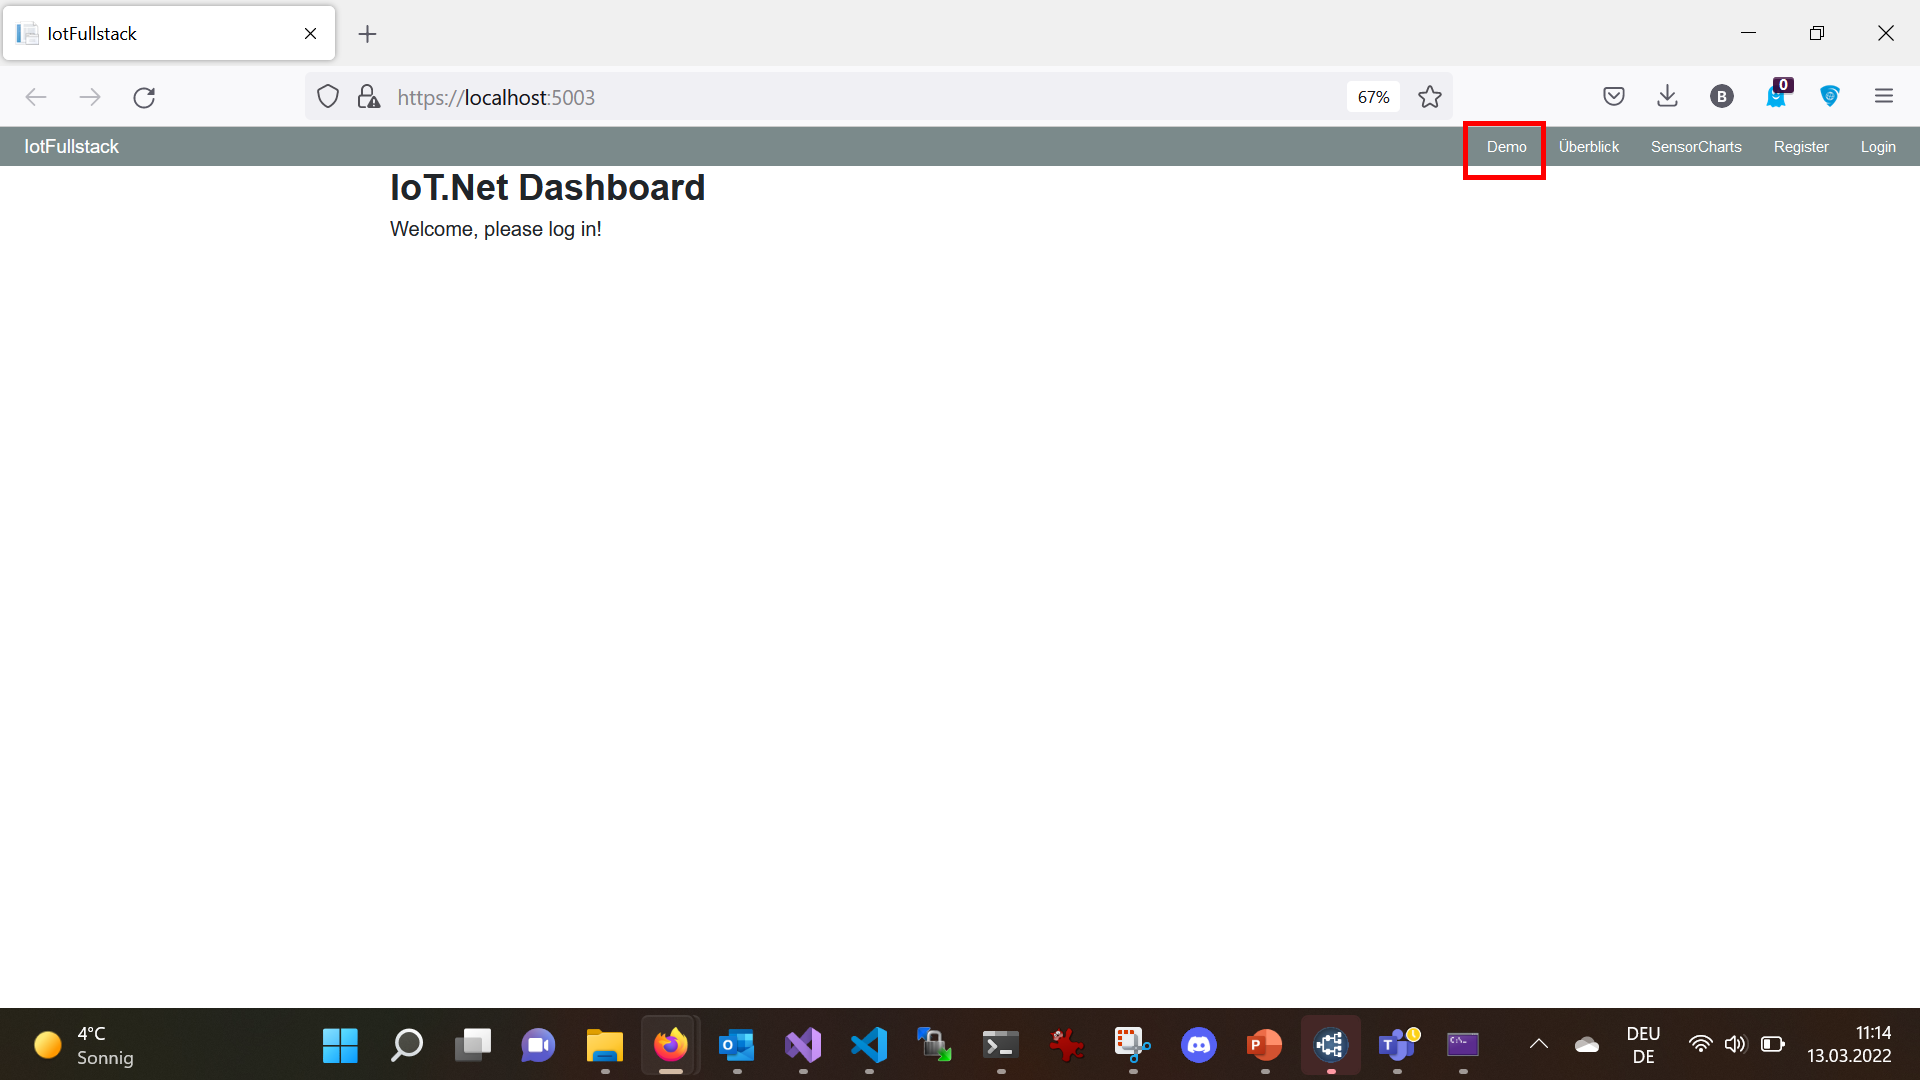 IotFullstack
https://localhost:5003
67%
B
0
IotFullstack
Demo
Überblick
SensorCharts
Register
Login
IoT.Net Dashboard
Welcome, please log in!
4°C
Sonnig
DEU
DE
11:14
13.03.2022